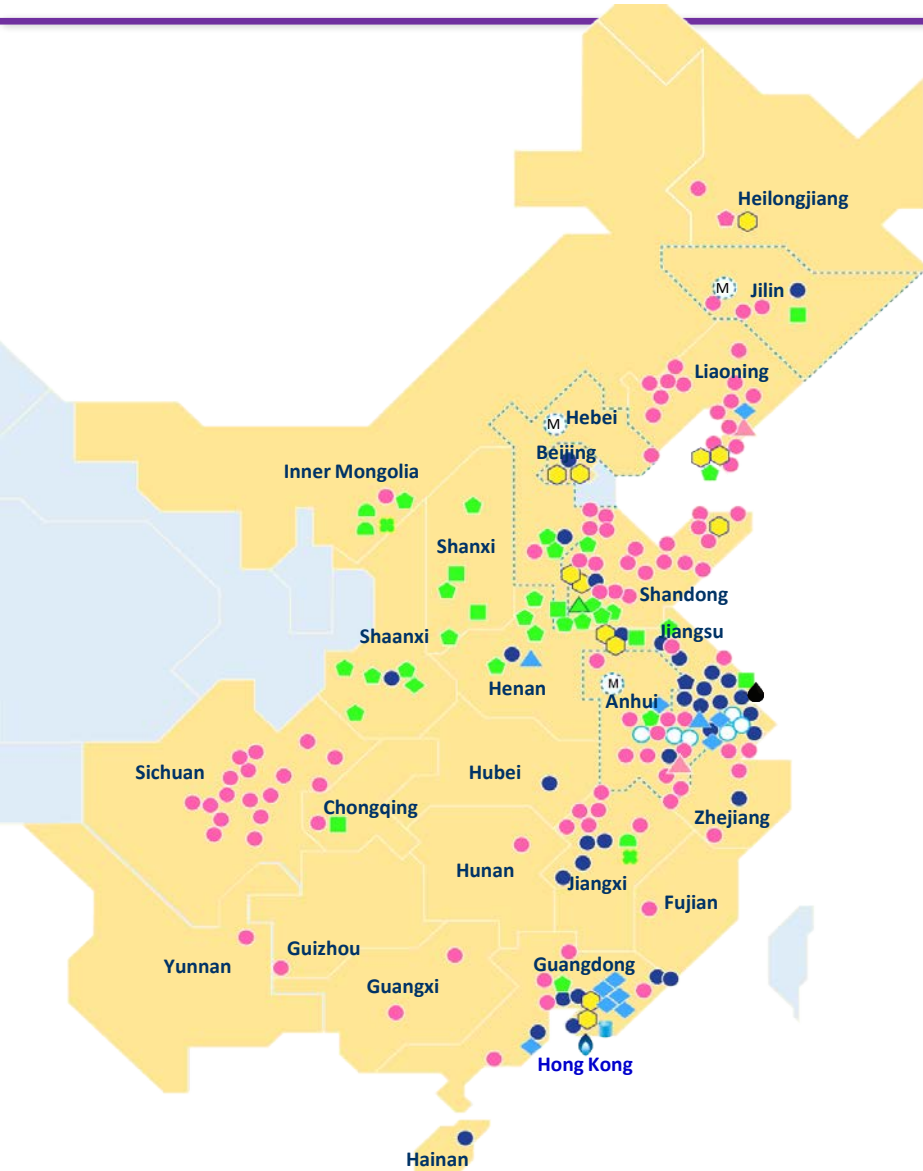 Heilongjiang
M
Jilin
Liaoning
M
Hebei
Beijing
Inner Mongolia
Shanxi
Shandong
Jiangsu
Shaanxi
Henan
M
Anhui
Sichuan
Hubei
Chongqing
Zhejiang
Hunan
Jiangxi
Fujian
Guizhou
Yunnan
Guangdong
Guangxi
Hong Kong
Hainan